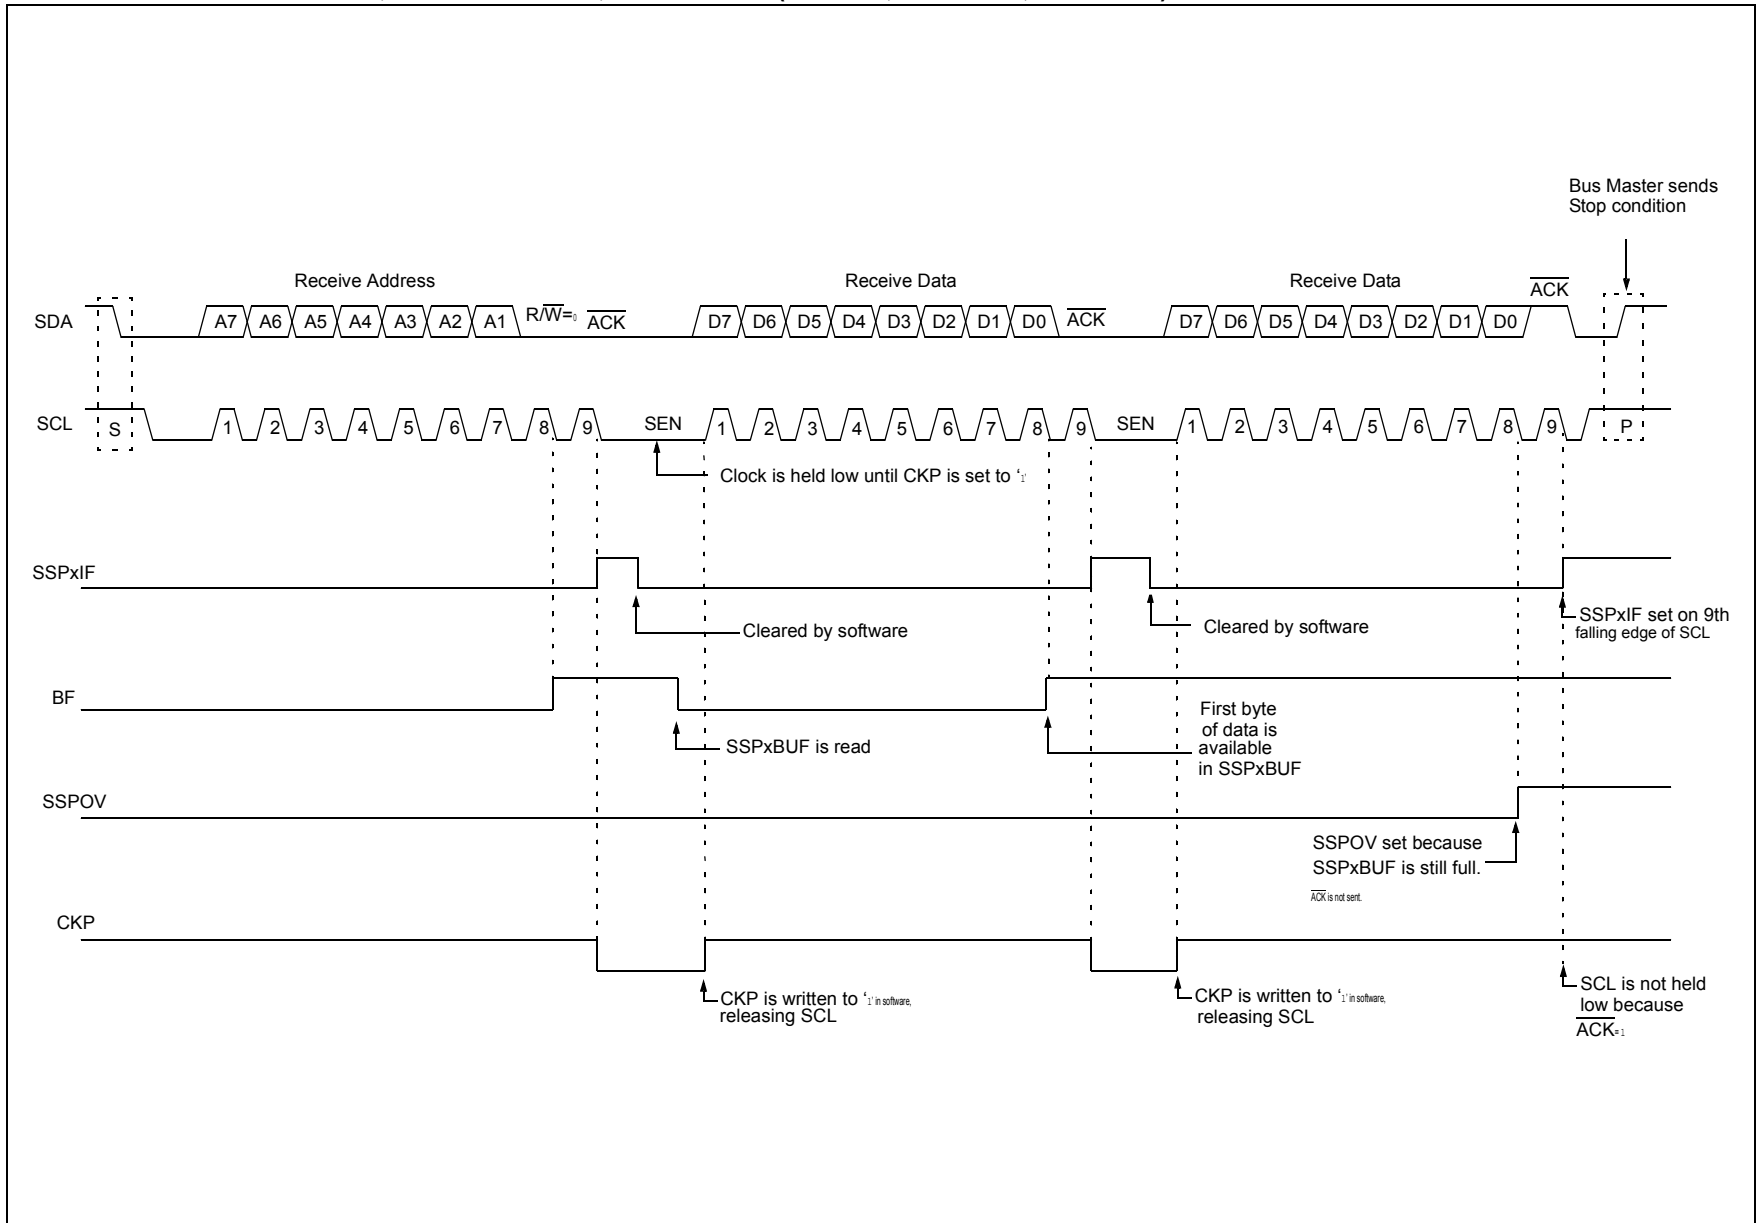 Bus Master sends
Stop condition
Receive Address
Receive Data
Receive Data
ACK
SDA
A7 A6 A5 A4 A3 A2 A1 R/W=0 ACK D7 D6 D5 D4 D3 D2 D1 D0 ACK D7 D6 D5 D4 D3 D2 D1 D0
SCL
S 1 2 3 4 5 6 7 8 9 SEN 1 2 3 4 5 6 7 8 9 SEN 1 2 3 4 5 6 7 8 9 P
Clock is held low until CKP is set to ‘1’
SSPxIF
Cleared by software
Cleared by software
SSPxIF set on 9th
falling edge of SCL
BF
SSPxBUF is read
First byte
of data is
available
in SSPxBUF
SSPOV
SSPOV set because
SSPxBUF is still full.
ACK is not sent.
CKP
CKP is written to ‘1’ in software,
releasing SCL
CKP is written to ‘1’ in software,
releasing SCL
SCL is not held
low because
ACK= 1